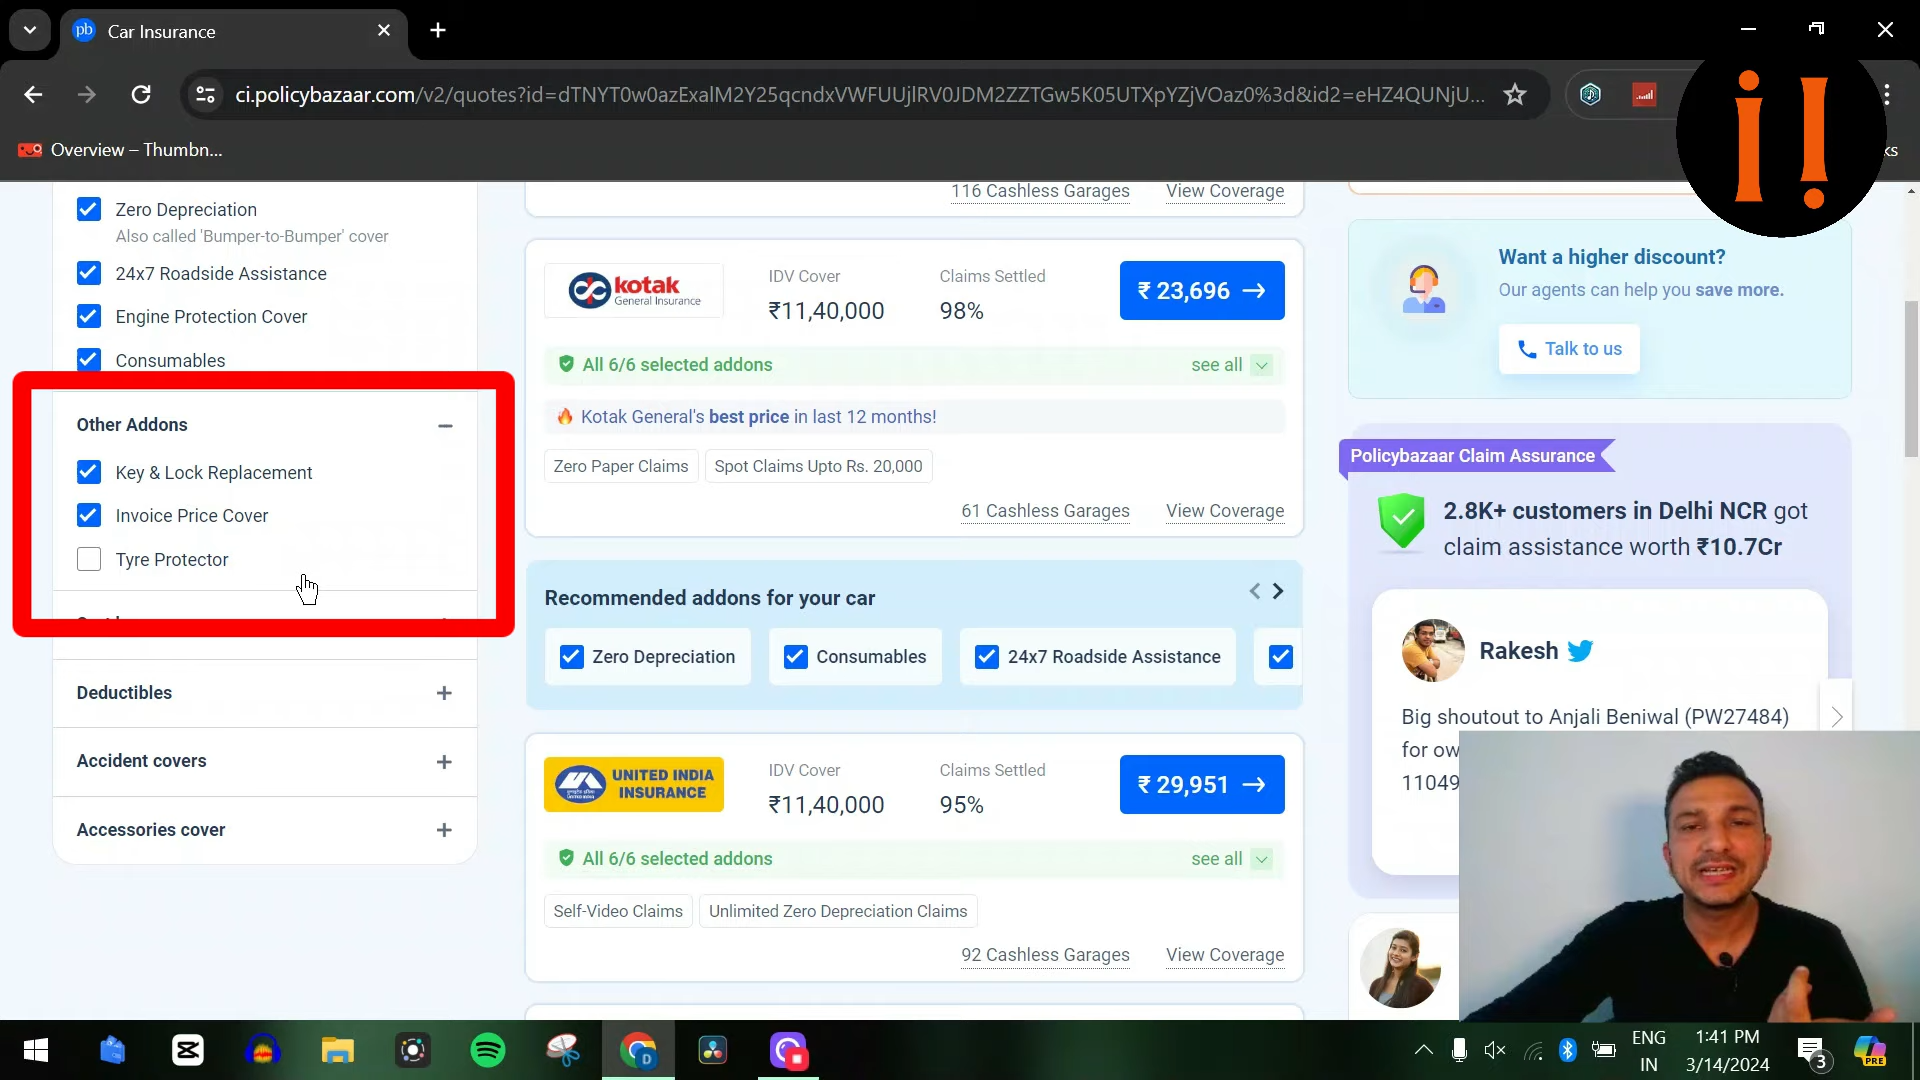 pb Car Insurance
ci.policybazaar.com/v2/quotes?id=dTNYT0w0azExalM2Y25qcndxVWFUUjlRV0JDM2ZZTGw5K05UTXpYZjVOaz0%3d&id2=eHZ4QUNjU...
Overview – Thumbn...
ks
i!
Zero Depreciation
Also called 'Bumper-to-Bumper' cover
24x7 Roadside Assistance
Engine Protection Cover
Consumables
Other Addons
Key & Lock Replacement
Invoice Price Cover
Tyre Protector
Deductibles
Accident covers
Accessories cover
116 Cashless Garages View Coverage
kotak
General Insurance
IDV Cover
₹11,40,000
Claims Settled
98%
₹ 23,696
All 6/6 selected addons see all
Kotak General's best price in last 12 months!
Zero Paper Claims Spot Claims Upto Rs. 20,000
61 Cashless Garages View Coverage
Recommended addons for your car
Zero Depreciation Consumables 24x7 Roadside Assistance
UNITED INDIA
INSURANCE
IDV Cover
₹11,40,000
Claims Settled
95%
₹ 29,951
All 6/6 selected addons see all
Self-Video Claims Unlimited Zero Depreciation Claims
92 Cashless Garages View Coverage
Want a higher discount?
Our agents can help you save more.
Talk to us
Policybazaar Claim Assurance
2.8K+ customers in Delhi NCR got
claim assistance worth ₹10.7Cr
Rakesh
Big shoutout to Anjali Beniwal (PW27484)
for ow
11049
D
ENG
IN
1:41 PM
3/14/2024
3
PRE